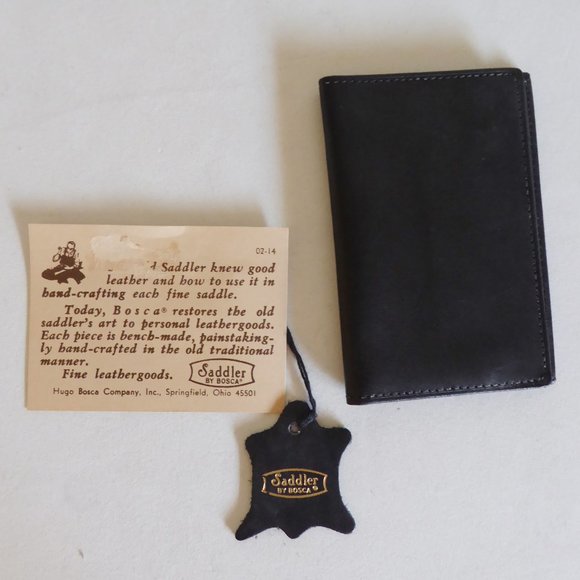 02-14
Saddler knew good
leather and how to use it in
hand-crafting each fine saddle.
Today, Bosca® restores the old
saddler's art to personal leathergoods.
Each piece is bench-made, painstaking-
ly hand-crafted in the old traditional
manner.
Fine leathergoods.
Saddler
BY BOSCA®
Hugo Bosca Company, Inc., Springfield, Ohio 45501
Saddler
BY BOSCA®